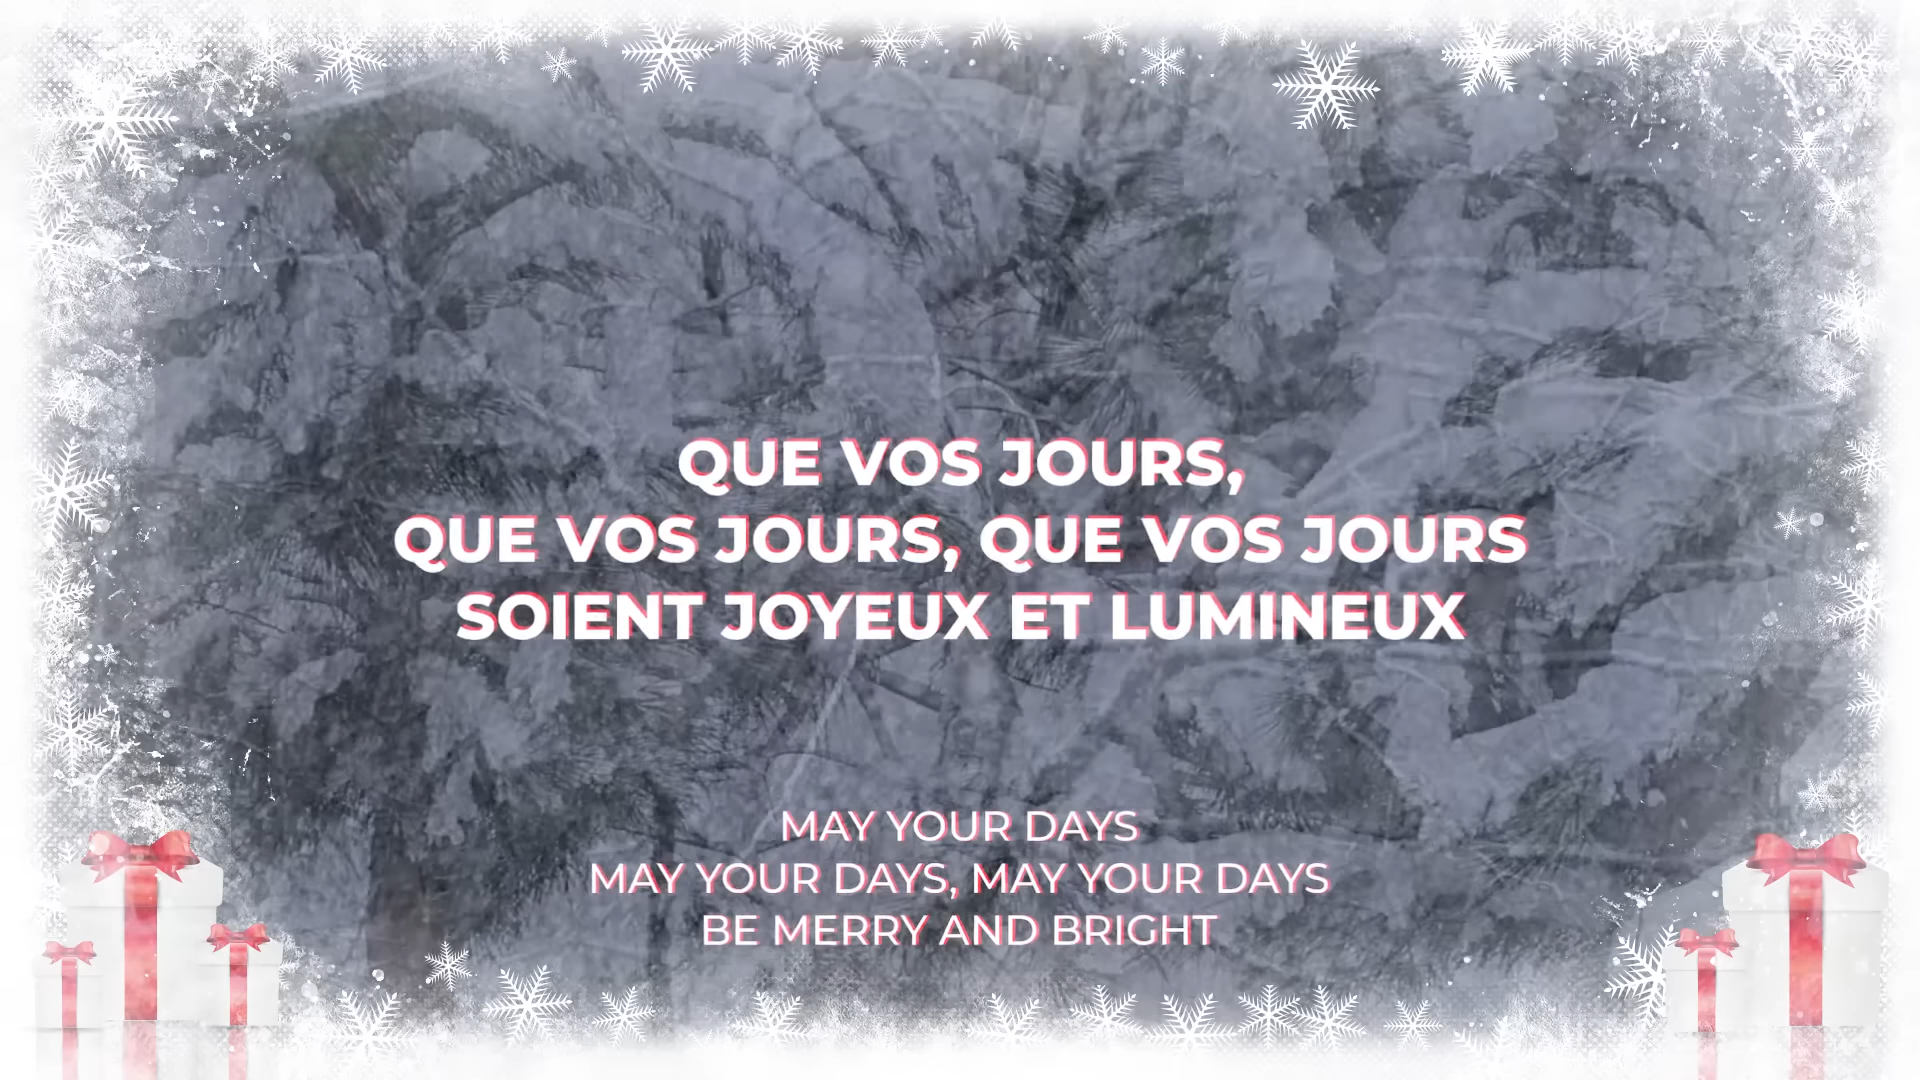 QUE VOS JOURS,
QUE VOS JOURS, QUE VOS JOURS
SOIENT JOYEUX ET LUMINEUX
MAY YOUR DAYS
MAY YOUR DAYS, MAY YOUR DAYS
BE MERRY AND BRIGHT